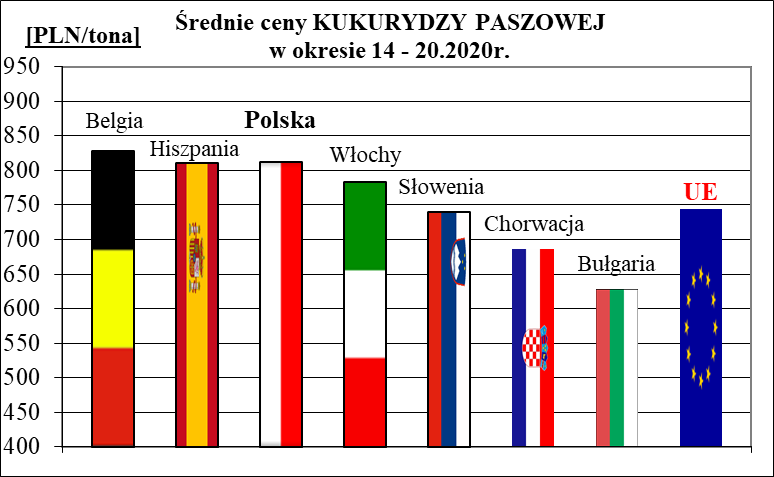 Średnie ceny KUKURYDZY PASZOWEJ
w okresie 14 - 20.2020r.
[PLN/tona]
950
900
850
800
750
700
650
600
550
500
450
400
Belgia
Hiszpania
Polska
Włochy
Słowenia
Chorwacja
Bułgaria
UE